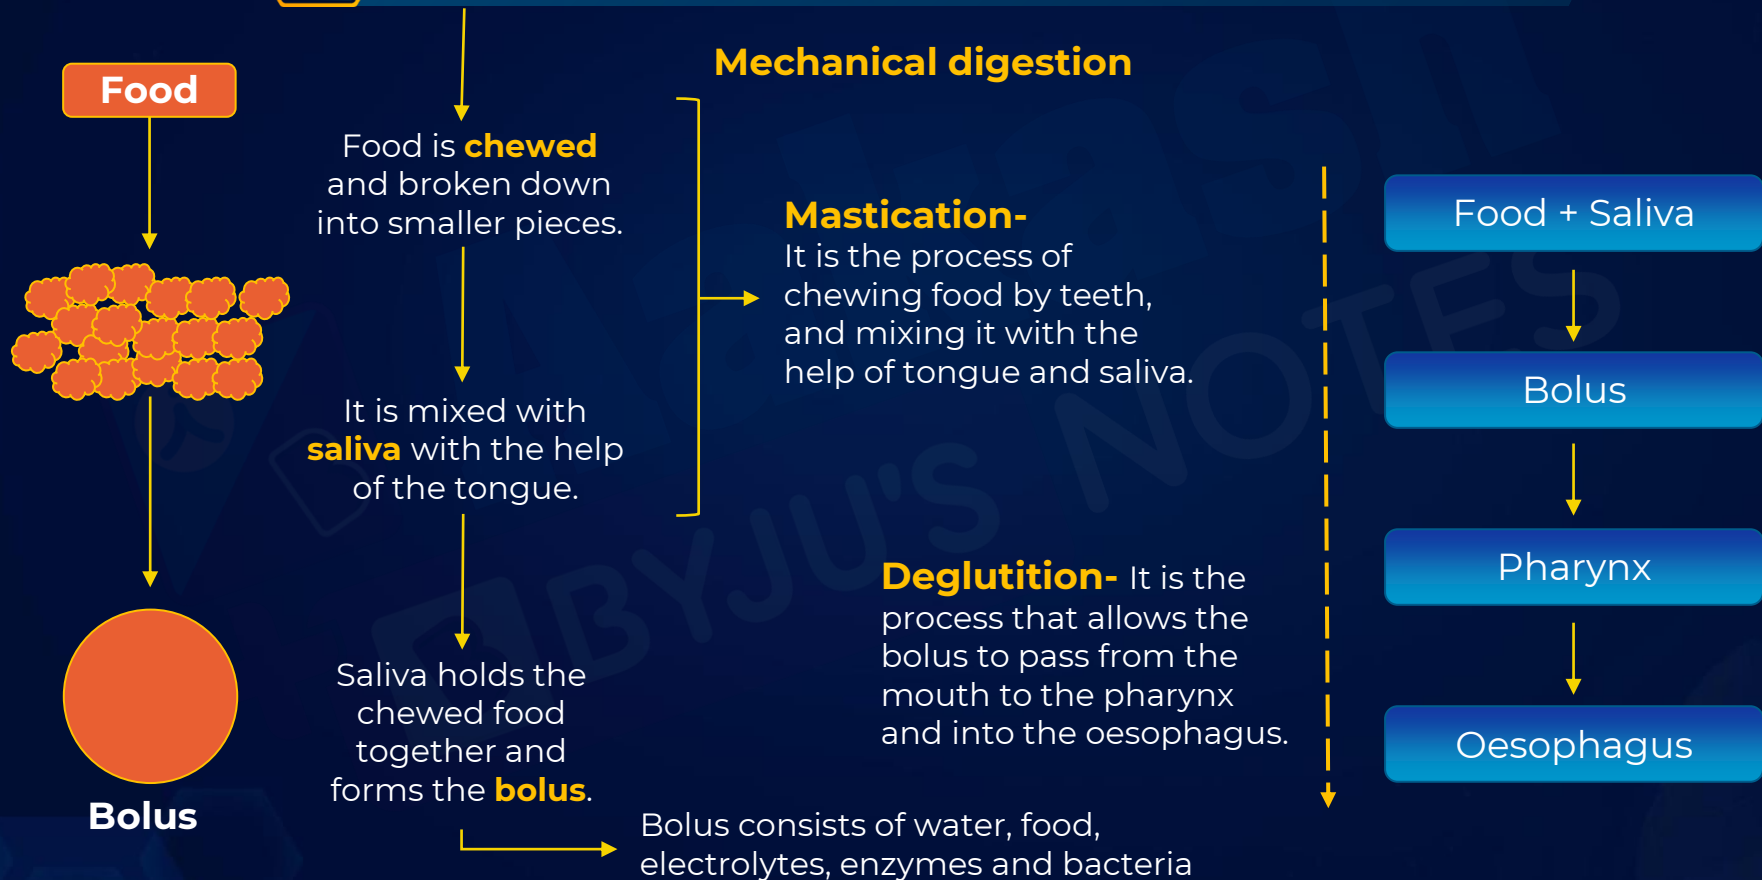 Mechanical digestion
Food
Food is chewed
and broken down
into smaller pieces.
It is mixed with
saliva with the help
of the tongue.
Saliva holds the
chewed food
together and
forms the bolus.
Bolus
Mastication-
It is the process of
chewing food by teeth,
and mixing it with the
help of tongue and saliva.
Deglutition- It is the
process that allows the
bolus to pass from the
mouth to the pharynx
and into the oesophagus.
Bolus consists of water, food,
electrolytes, enzymes and bacteria
Food + Saliva
Bolus
Pharynx
Oesophagus
Aakash
BYJU'S NOTES